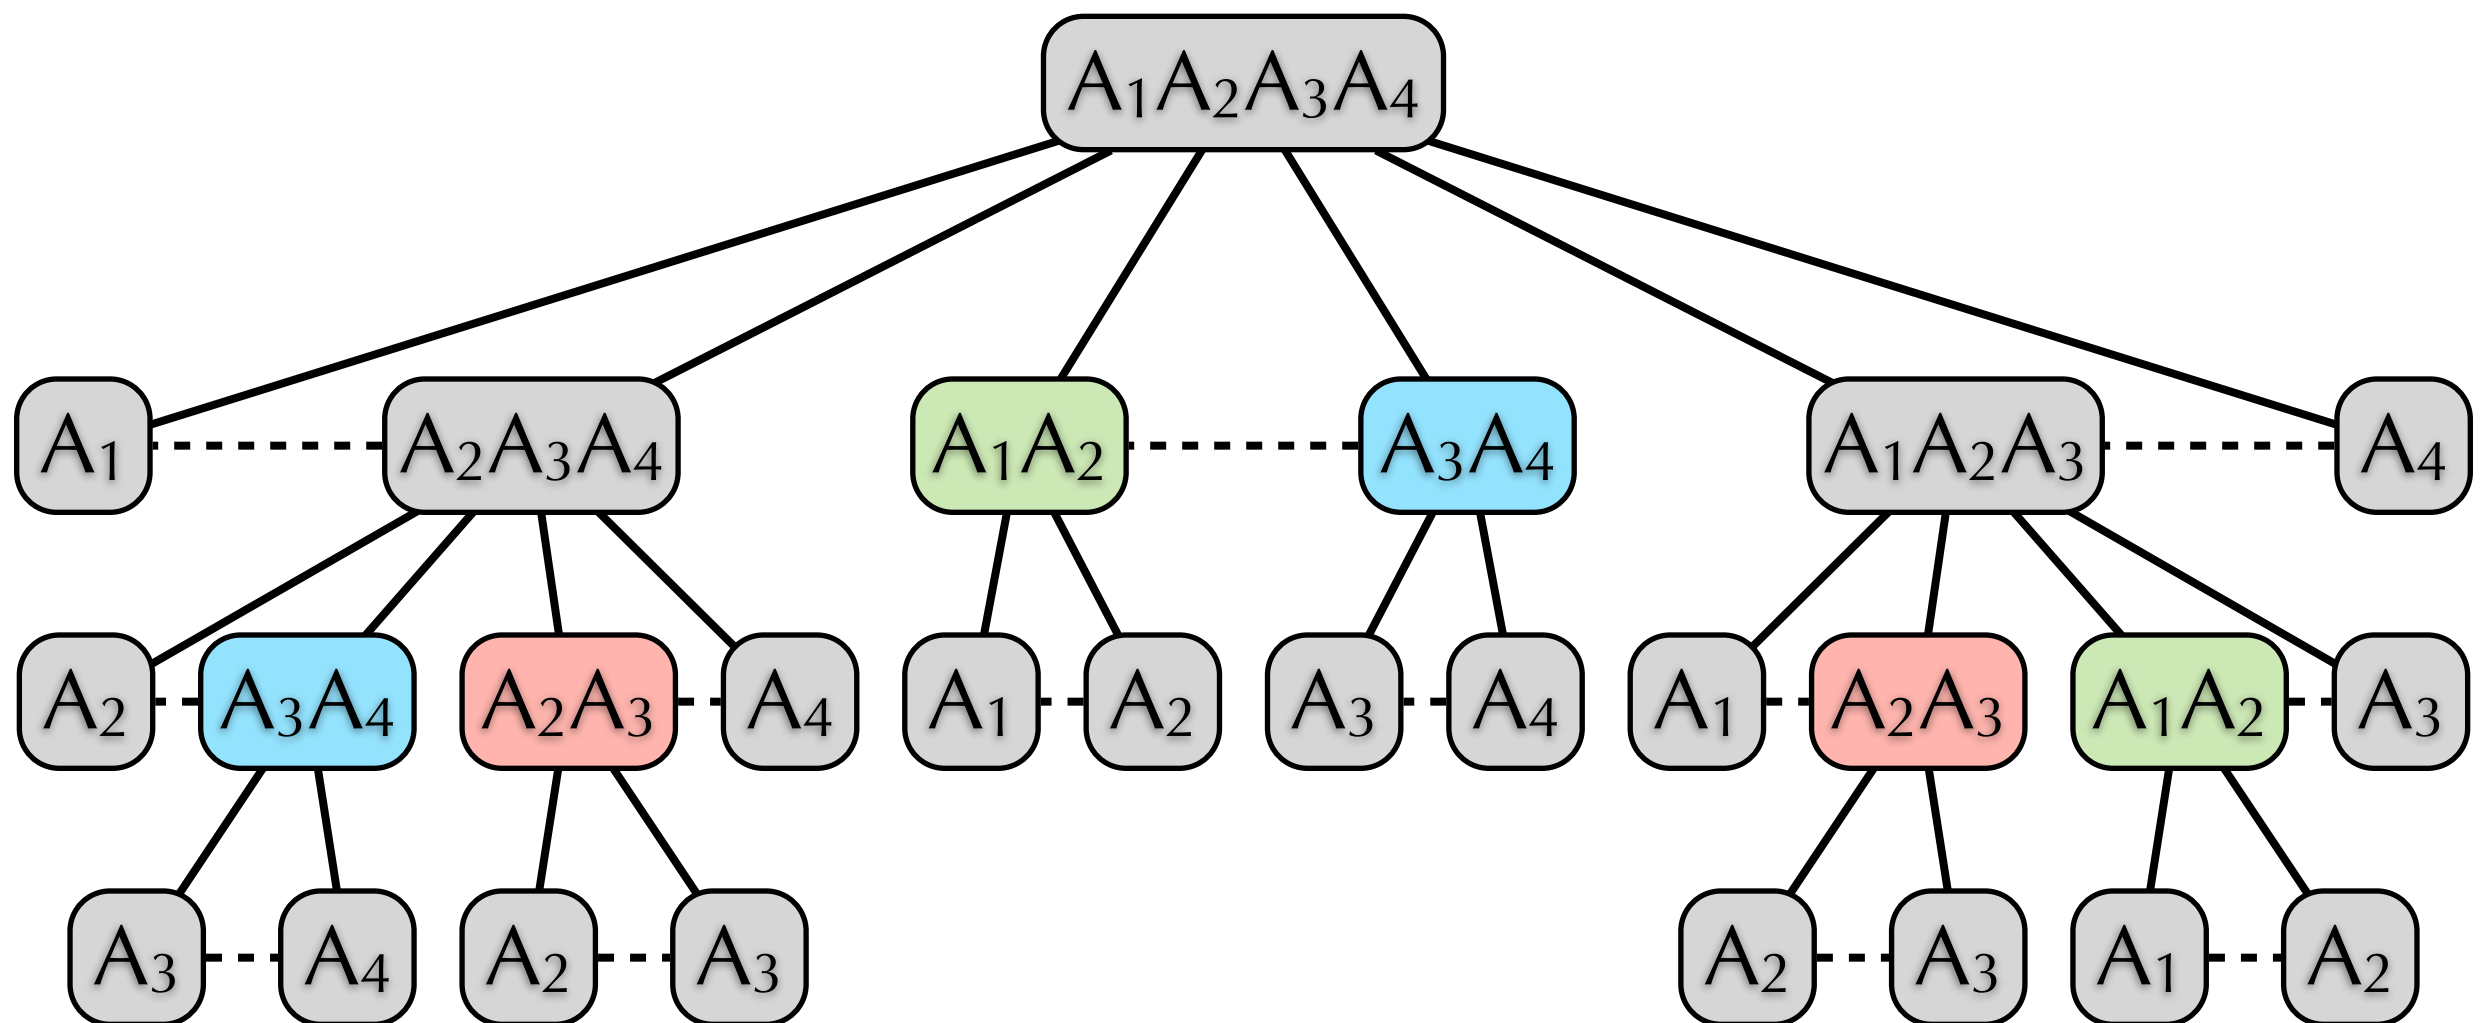 A₁A₂A₃A₄
A₁ A₂A₃A₄ A₁A₂ A₃A₄ A₁A₂A₃ A₄
A₂ A₃A₄ A₂A₃ A₄ A₁ A₂ A₃ A₄ A₁ A₂A₃ A₁A₂ A₃
A₃ A₄ A₂ A₃ A₂ A₃ A₁ A₂